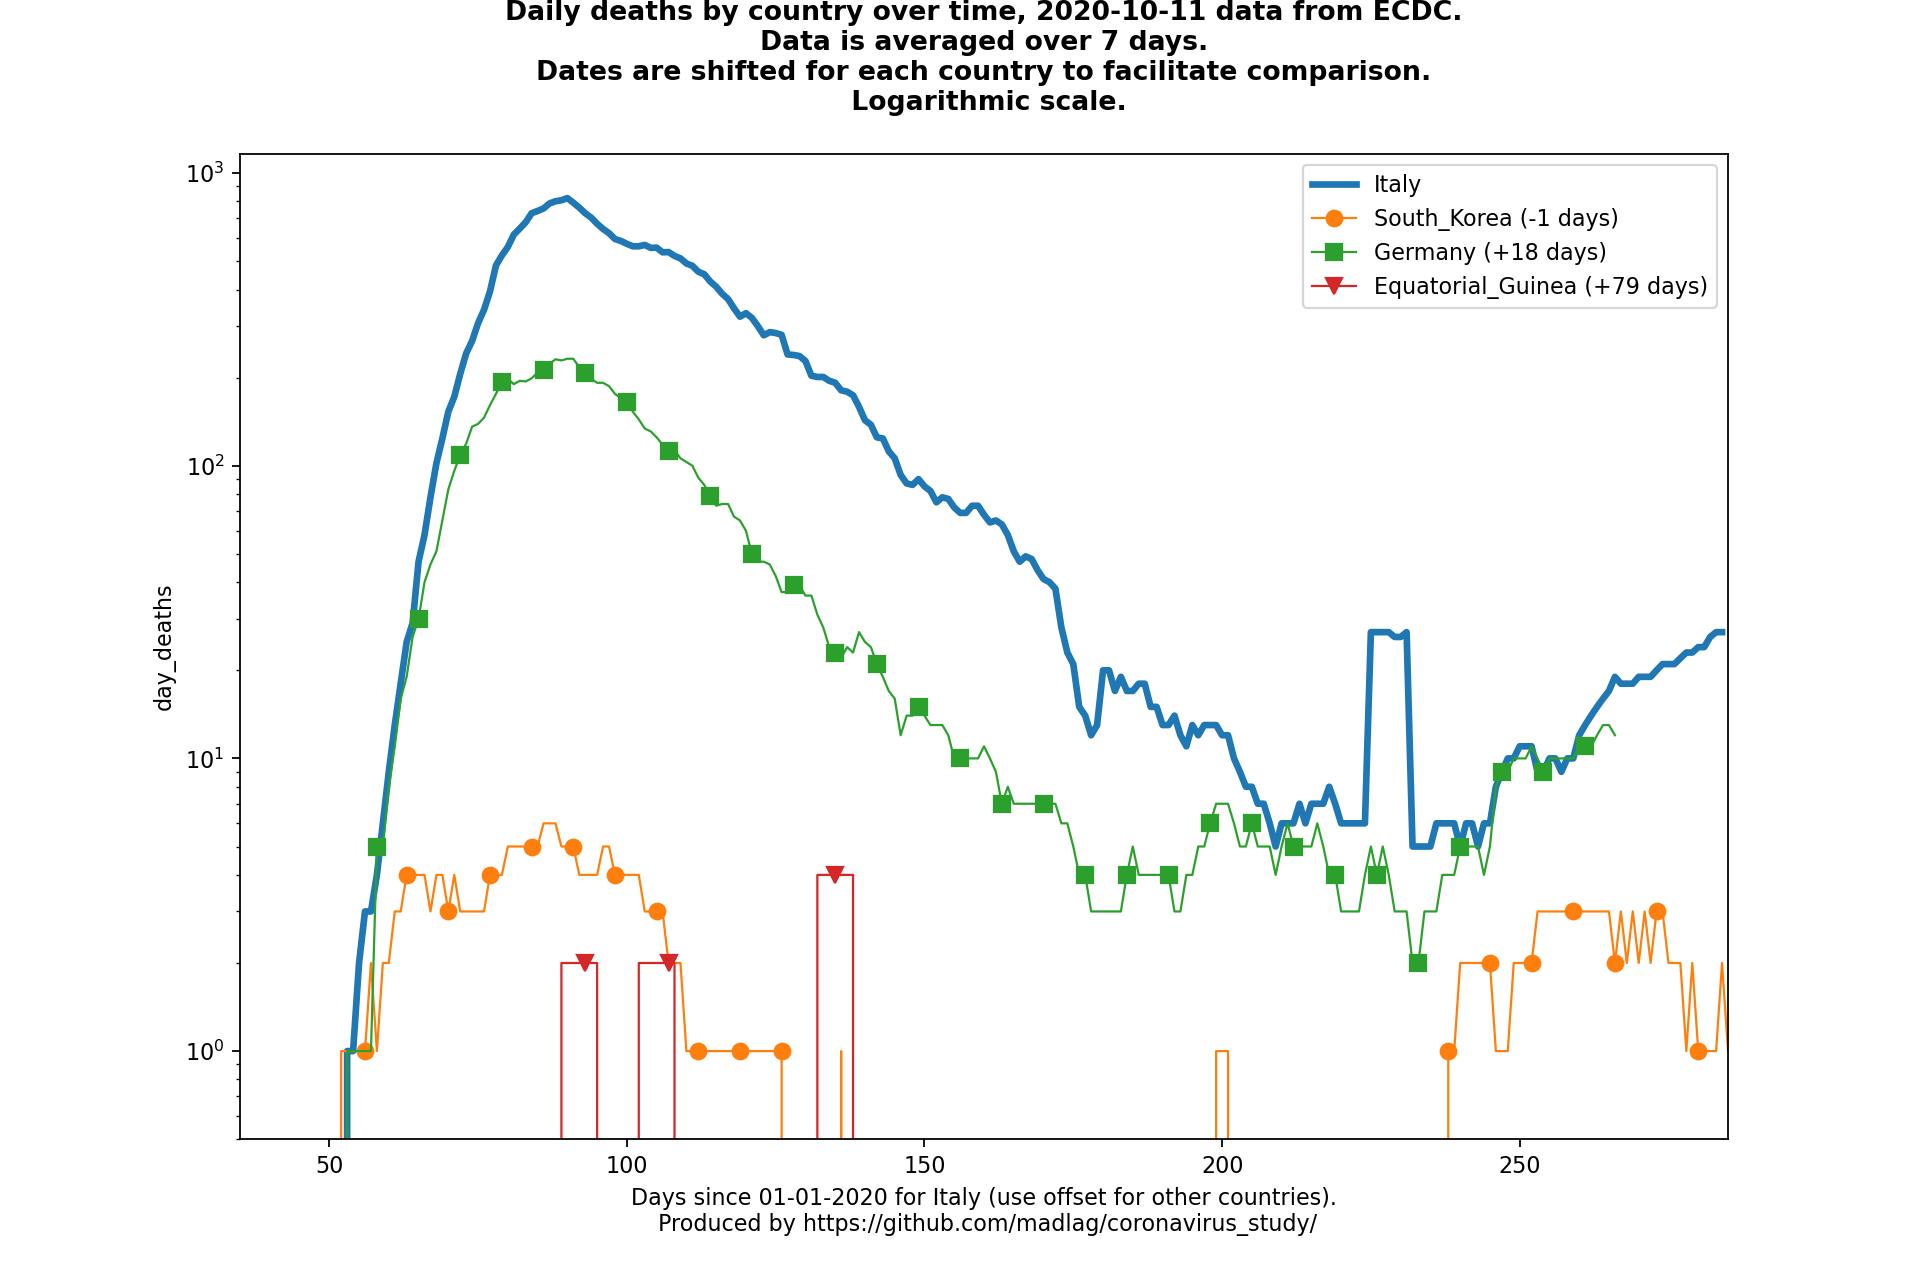 Daily deaths by country over time, 2020-10-11 data from ECDC.
Data is averaged over 7 days.
Dates are shifted for each country to facilitate comparison.
Logarithmic scale.
10³
Italy
South_Korea (-1 days)
Germany (+18 days)
Equatorial_Guinea (+79 days)
10²
day_deaths
10¹
10⁰
50 100 150 200 250
Days since 01-01-2020 for Italy (use offset for other countries).
Produced by https://github.com/madlag/coronavirus_study/